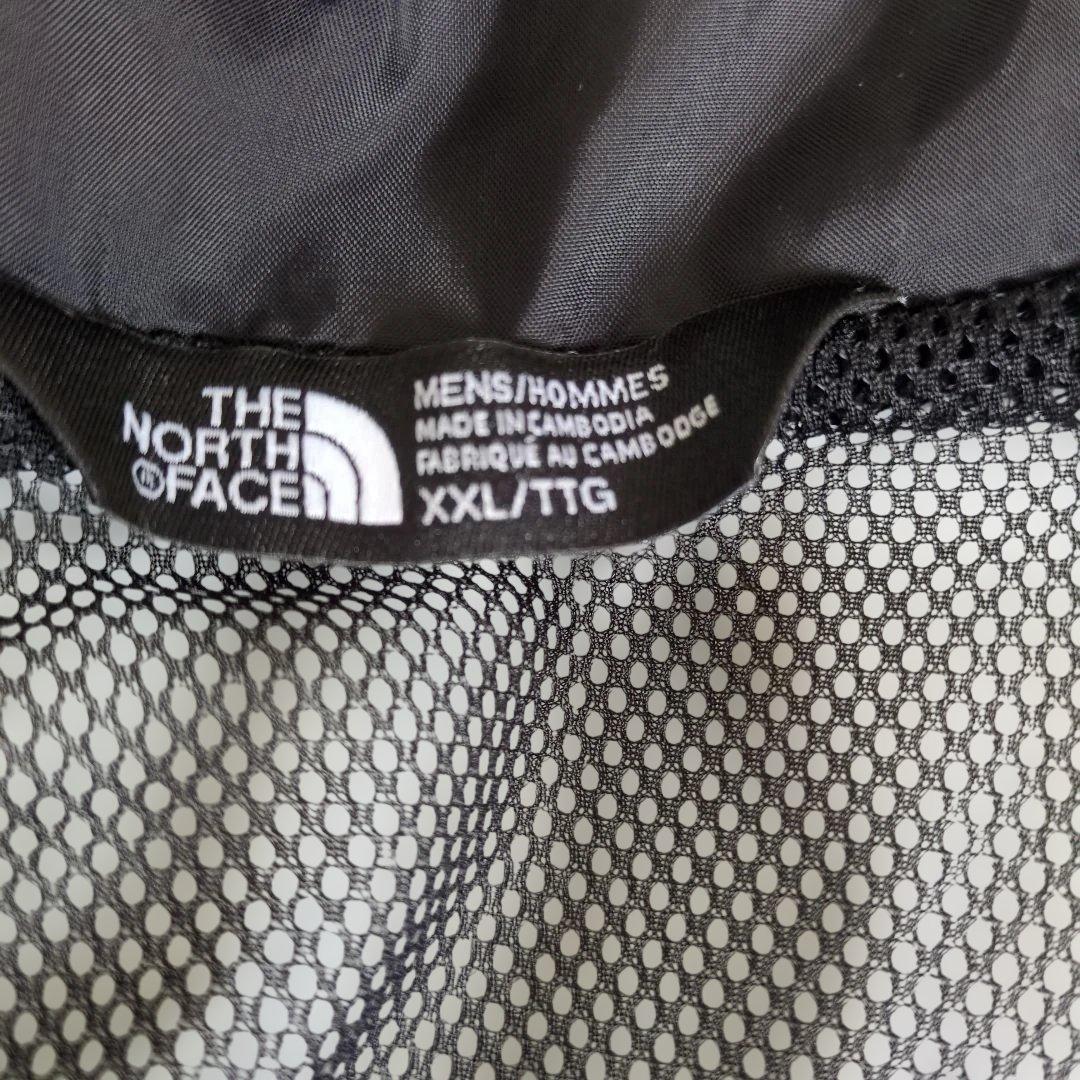 THE
NORTH
FACE
MENS/HOMMES
MADE IN CAMBODIA
FABRIQUÉ AU CAMBODGE
XXL/TTG